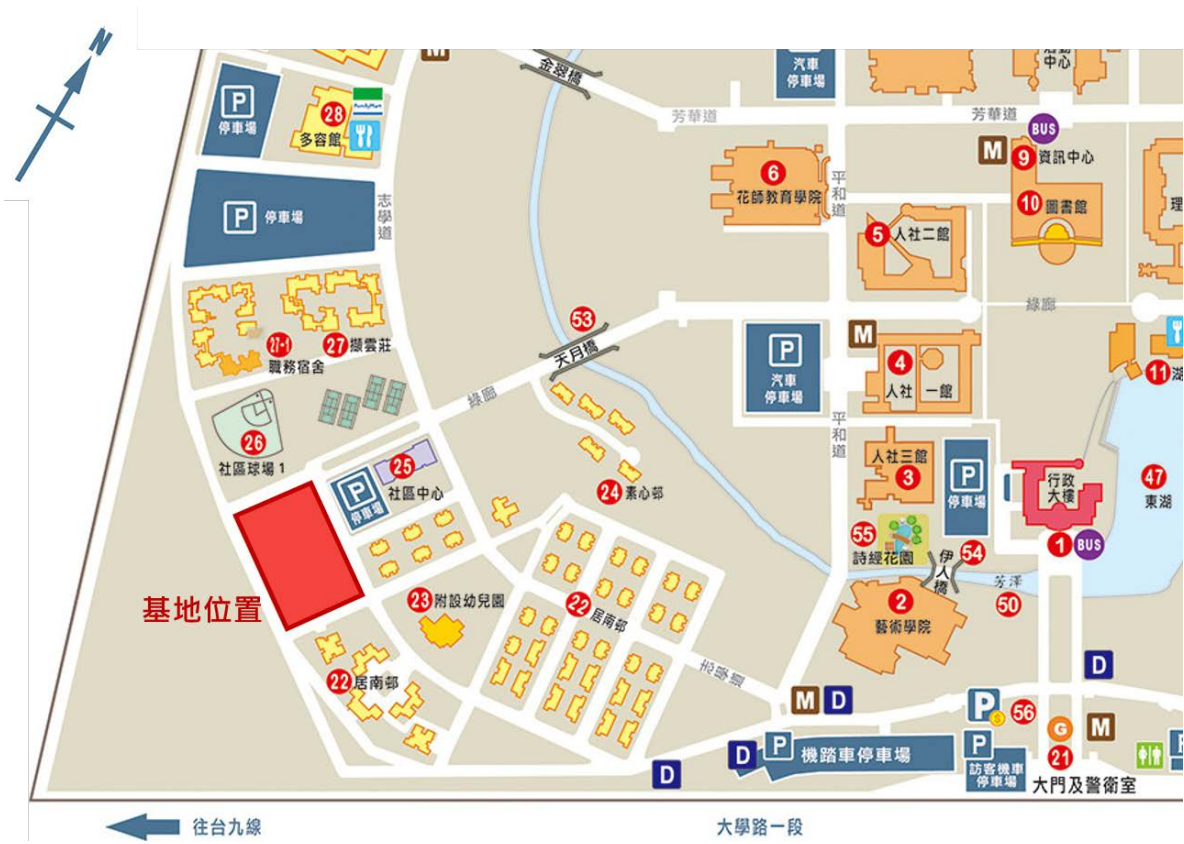 N
M
金翠橋
P
汽車
停車場
活動
中心
P
停車場
28
多容館
FamilyMart
芳華道
芳華道
BUS
M
9
資訊中心
P
停車場
志學道
6
花師教育學院
平和道
10
圖書館
理
5
人社二館
27-1
職務宿舍
27
擷雲莊
53
天月橋
綠廊
綠廊
P
汽車
停車場
M
4
人社一館
11
湖
26
社區球場 1
25
社區中心
P
停車場
平和道
人社三館
3
P
停車場
行政
大樓
47
東湖
24
素心邨
55
詩經花園
伊人橋
54
1
BUS
基地位置
23
附設幼兒園
22
居南邨
2
藝術學院
芳澤
50
22
居南邨
志學道
D
M
D
P
$
56
G
M
D
P
機踏車停車場
P
訪客機車
停車場
21
大門及警衛室
P
D
往台九線
大學路一段